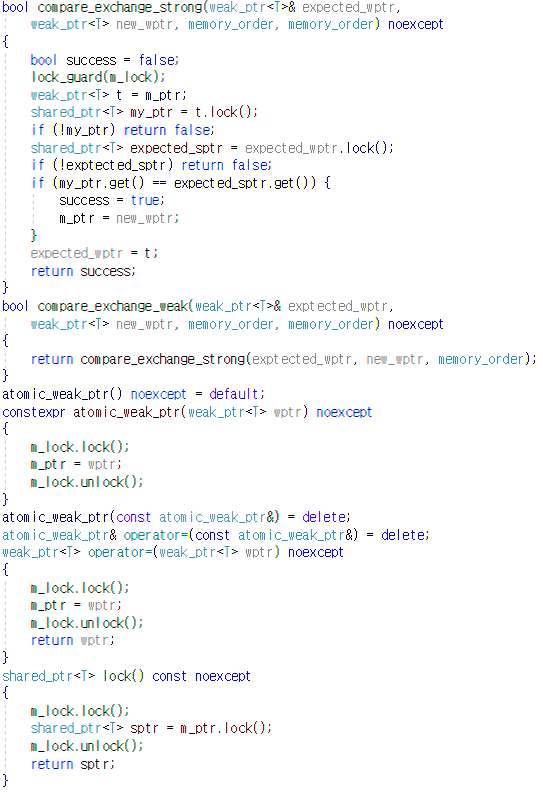 bool compare_exchange_strong(weak_ptr<T>& expected_wptr,
weak_ptr<T> new_wptr, memory_order, memory_order) noexcept
{
bool success = false;
lock_guard(m_lock);
weak_ptr<T> t = m_ptr;
shared_ptr<T> my_ptr = t.lock();
if (!my_ptr) return false;
shared_ptr<T> expected_sptr = expected_wptr.lock();
if (!exptected_sptr) return false;
if (my_ptr.get() == expected_sptr.get()) {
success = true;
m_ptr = new_wptr;
}
expected_wptr = t;
return success;
}
bool compare_exchange_weak(weak_ptr<T>& exptected_wptr,
weak_ptr<T> new_wptr, memory_order, memory_order) noexcept
{
return compare_exchange_strong(exptected_wptr, new_wptr, memory_order);
}
atomic_weak_ptr() noexcept = default;
constexpr atomic_weak_ptr(weak_ptr<T> wptr) noexcept
{
m_lock.lock();
m_ptr = wptr;
m_lock.unlock();
}
atomic_weak_ptr(const atomic_weak_ptr&) = delete;
atomic_weak_ptr& operator=(const atomic_weak_ptr&) = delete;
weak_ptr<T> operator=(weak_ptr<T> wptr) noexcept
{
m_lock.lock();
m_ptr = wptr;
m_lock.unlock();
return wptr;
}
shared_ptr<T> lock() const noexcept
{
m_lock.lock();
shared_ptr<T> sptr = m_ptr.lock();
m_lock.unlock();
return sptr;
}